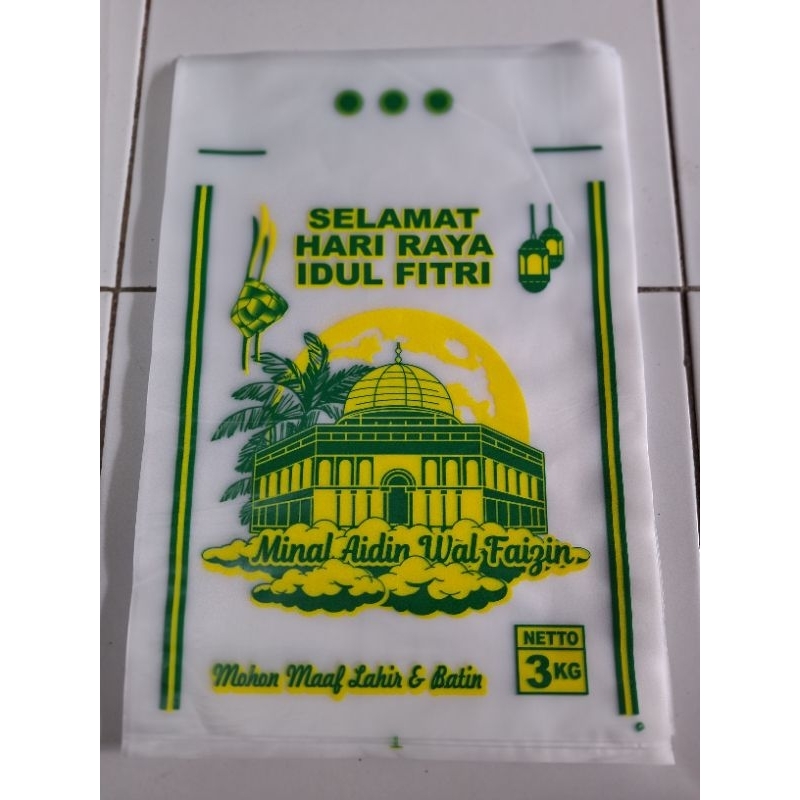 SELAMAT
HARI RAYA
IDUL FITRI
Minal Aidin Wal Faizin
NETTO
3KG
Mohon Maaf Lahir & Batin